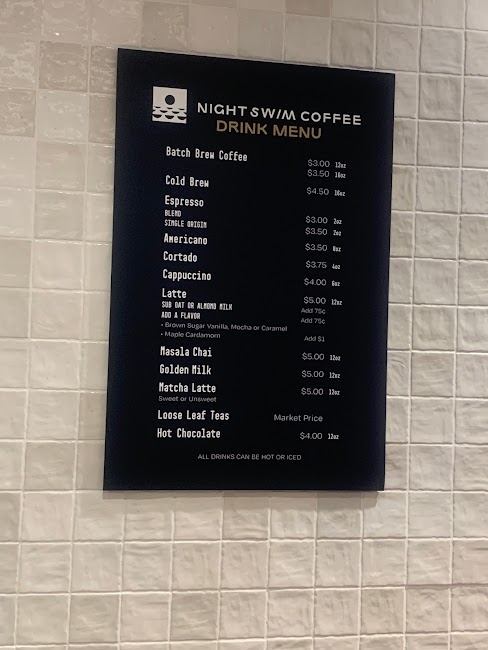 NIGHT SWIM COFFEE
DRINK MENU
Batch Brew Coffee $3.00 12oz
$3.50 16oz
Cold Brew $4.50 16oz
Espresso
BLEND $3.00 2oz
SINGLE ORIGIN $3.50 2oz
Americano $3.50 8oz
Cortado $3.75 4oz
Cappuccino $4.00 6oz
Latte $5.00 12oz
SUB OAT OR ALMOND MILK Add 75¢
ADD A FLAVOR Add 75¢
• Brown Sugar Vanilla, Mocha or Caramel
• Maple Cardamom Add $1
Masala Chai $5.00 12oz
Golden Milk $5.00 12oz
Matcha Latte $5.00 12oz
Sweet or Unsweet
Loose Leaf Teas Market Price
Hot Chocolate $4.00 12oz
ALL DRINKS CAN BE HOT OR ICED